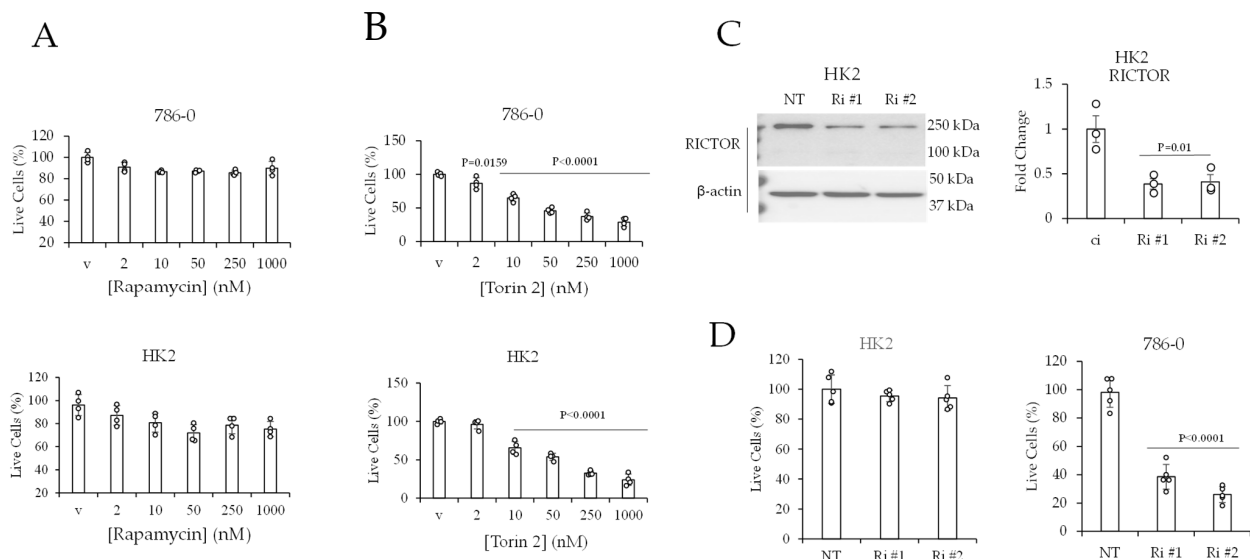 A
786-0
Live Cells (%)
120
100
80
60
40
20
v 2 10 50 250 1000
[Rapamycin] (nM)
HK2
Live Cells (%)
120
100
80
60
40
20
v 2 10 50 250 1000
[Rapamycin] (nM)
B
786-0
Live Cells (%)
150
100
50
0
P=0.0159 P<0.0001
v 2 10 50 250 1000
[Torin 2] (nM)
HK2
Live Cells (%)
150
100
50
0
P<0.0001
v 2 10 50 250 1000
[Torin 2] (nM)
C
HK2
NT Ri #1 Ri #2
RICTOR
β-actin
250 kDa
100 kDa
50 kDa
37 kDa
HK2
RICTOR
Fold Change
1.5
1
0.5
0
P=0.01
ci Ri #1 Ri #2
D
HK2
Live Cells (%)
120
100
80
60
40
20
0
NT Ri #1 Ri #2
786-0
Live Cells (%)
120
100
80
60
40
20
0
P<0.0001
NT Ri #1 Ri #2